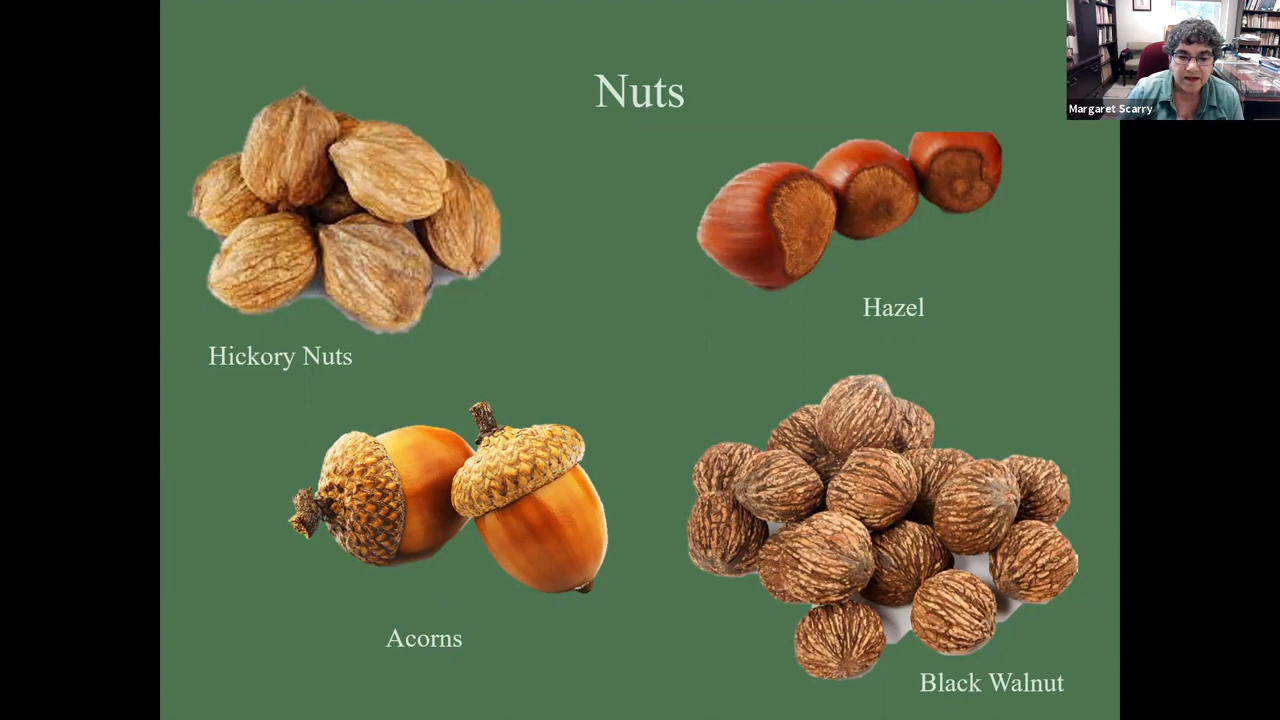 Nuts
Margaret Scarry
Hazel
Hickory Nuts
Acorns
Black Walnut